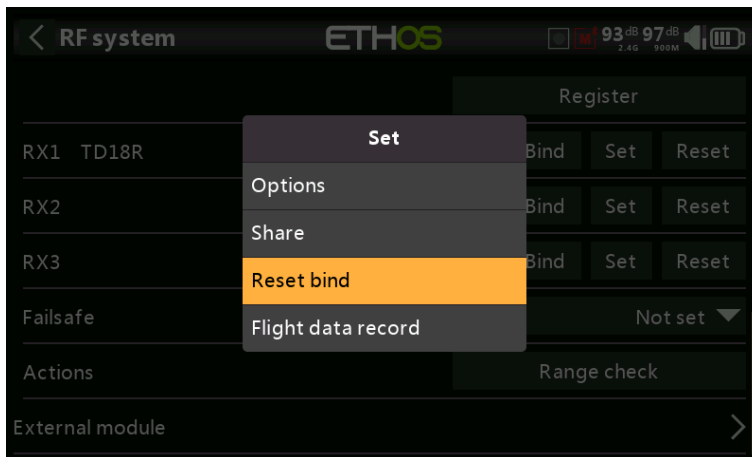 RF system ETHOS M 93dB 97dB
2.4G 900M
Register
Set
RX1 TD18R Bind Set Reset
Options
RX2 Bind Set Reset
Share
RX3 Bind Set Reset
Reset bind
Failsafe Not set
Flight data record
Actions Range check
External module